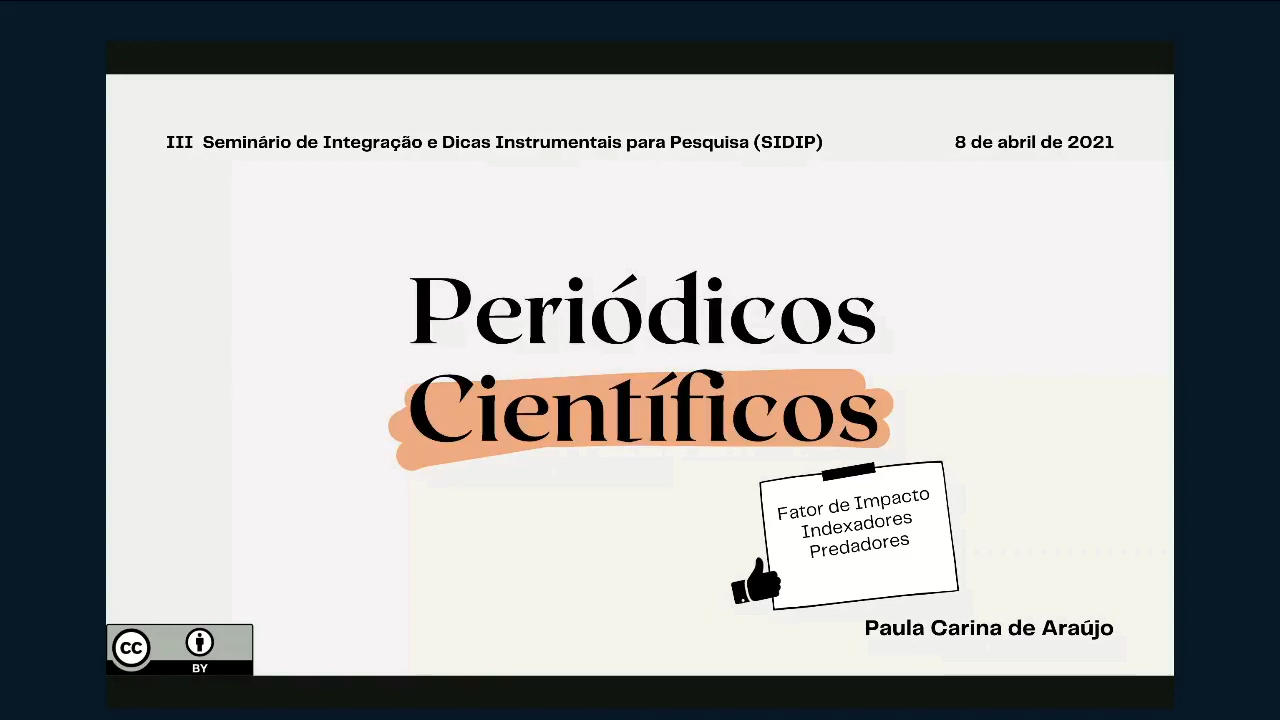 III Seminário de Integração e Dicas Instrumentais para Pesquisa (SIDIP)
8 de abril de 2021
Periódicos
Científicos
Fator de Impacto
Indexadores
Predadores
Paula Carina de Araújo
CC
BY